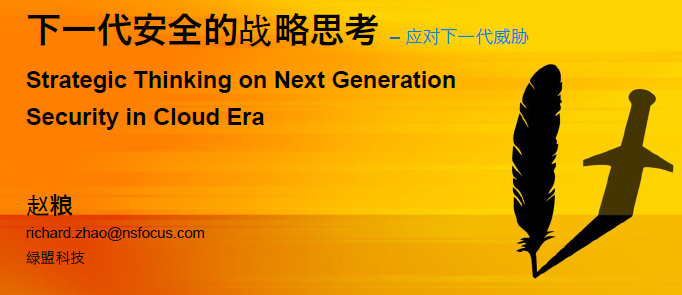 下一代安全的战略思考 – 应对下一代威胁
Strategic Thinking on Next Generation
Security in Cloud Era
赵粮
richard.zhao@nsfocus.com
绿盟科技